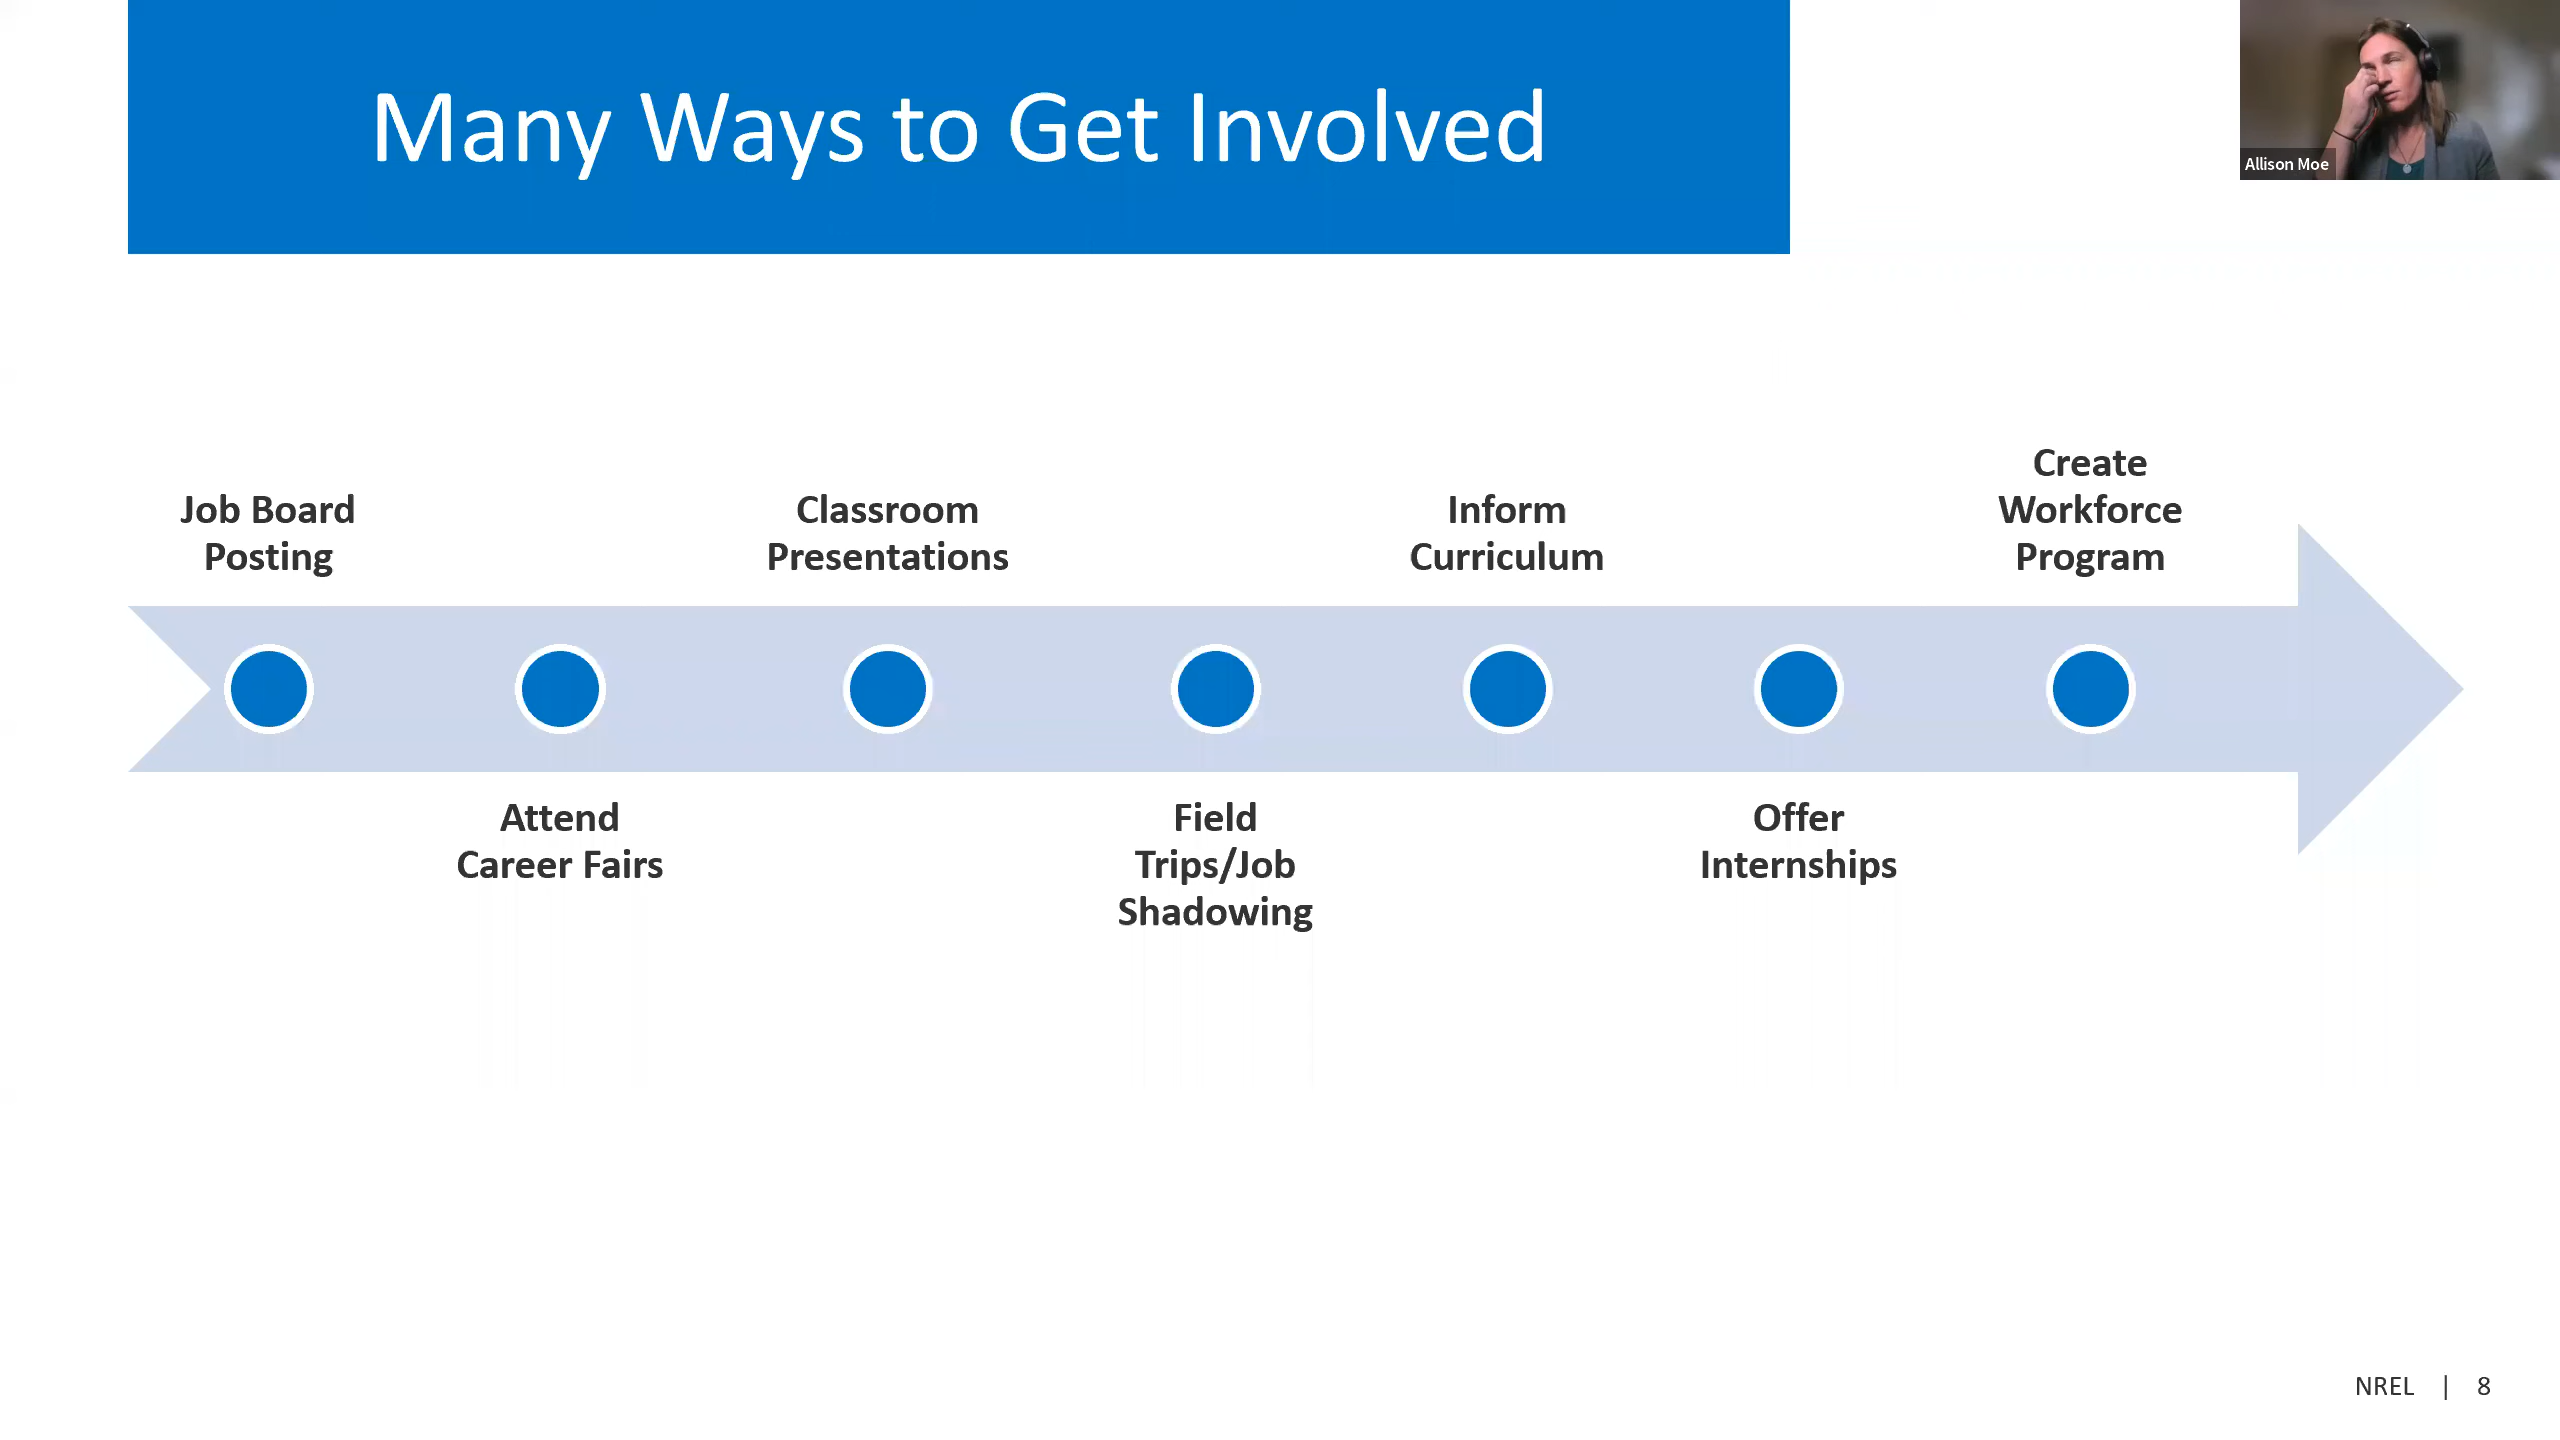 Many Ways to Get Involved
Allison Moe
Job Board
Posting
Attend
Career Fairs
Classroom
Presentations
Field
Trips/Job
Shadowing
Inform
Curriculum
Offer
Internships
Create
Workforce
Program
NREL | 8